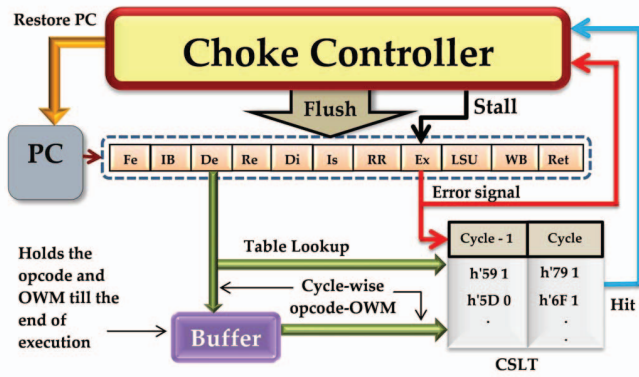 Restore PC
Choke Controller
Flush
Stall
PC
Fe IB De Re Di Is RR Ex LSU WB Ret
Error signal
Table Lookup
Cycle - 1 Cycle
h'59 1 h'79 1
h'5D 0 h'6F 1
. .
. .
Hit
Holds the
opcode and
OWM till the
end of
execution
Cycle-wise
opcode-OWM
Buffer
CSLT